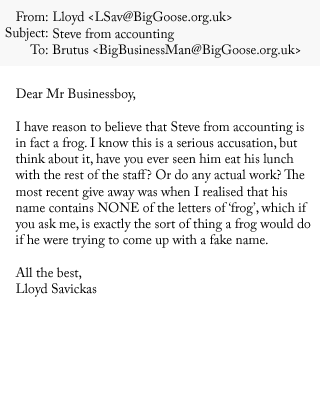 From: Lloyd <LSav@BigGoose.org.uk>
Subject: Steve from accounting
To: Brutus <BigBusinessMan@BigGoose.org.uk>
Dear Mr Businessboy,
I have reason to believe that Steve from accounting is
in fact a frog. I know this is a serious accusation, but
think about it, have you ever seen him eat his lunch
with the rest of the staff? Or do any actual work? The
most recent give away was when I realised that his
name contains NONE of the letters of ‘frog’, which if
you ask me, is exactly the sort of thing a frog would do
if he were trying to come up with a fake name.
All the best,
Lloyd Savickas